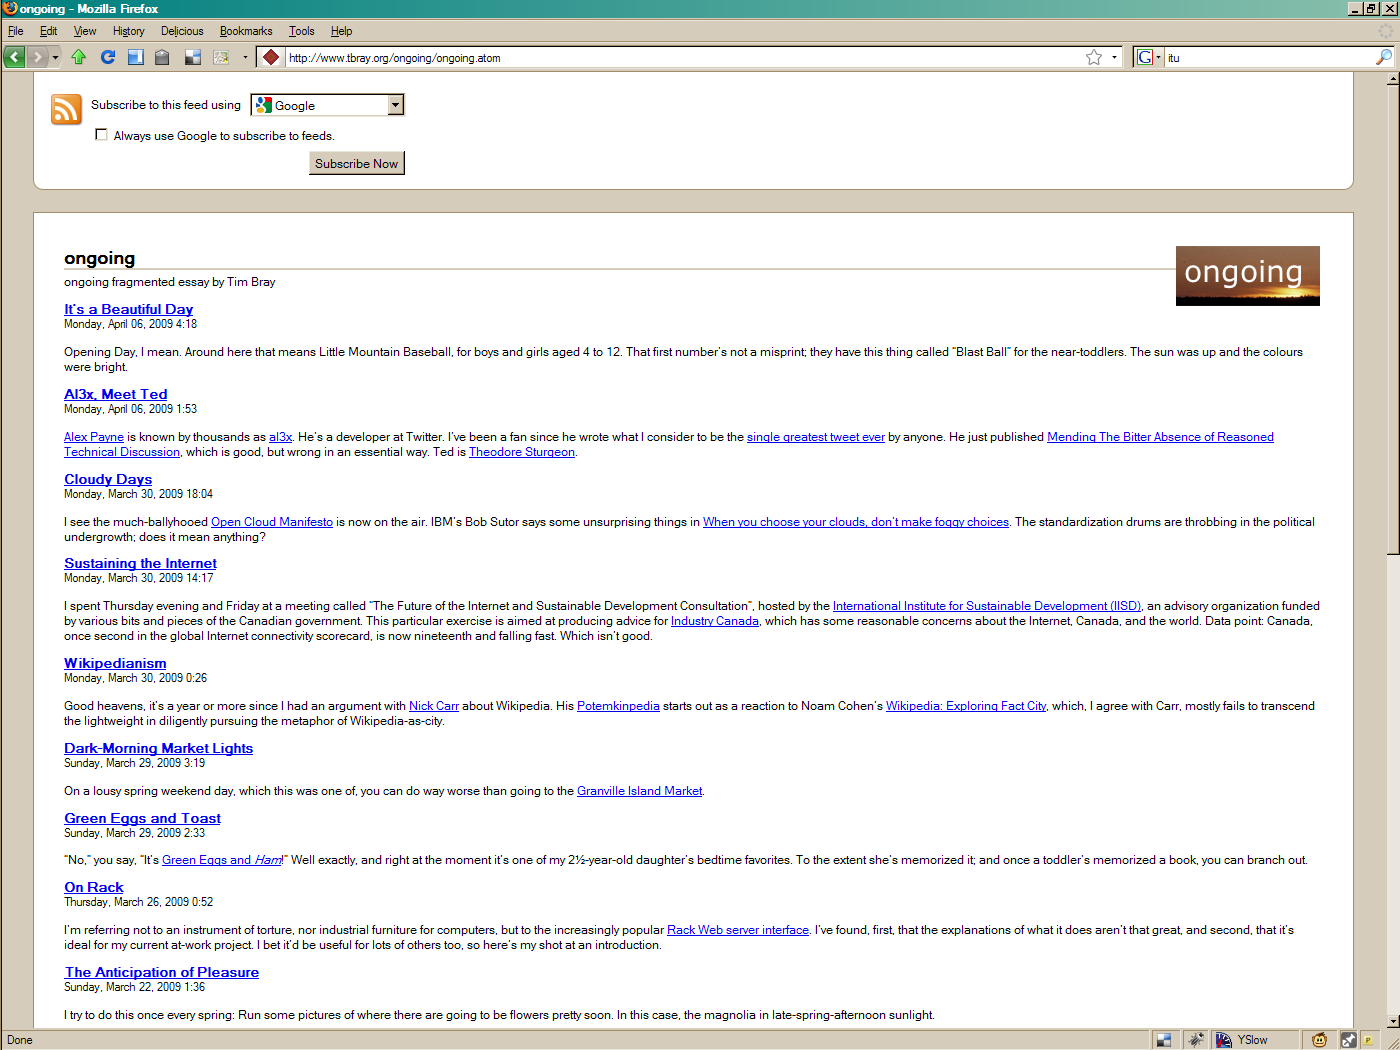 ongoing - Mozilla Firefox
File Edit View History Delicious Bookmarks Tools Help
http://www.tbray.org/ongoing/ongoing.atom
G
itu
Subscribe to this feed using
Google
Always use Google to subscribe to feeds.
Subscribe Now
ongoing
ongoing
ongoing fragmented essay by Tim Bray
It's a Beautiful Day
Monday, April 06, 2009 4:18
Opening Day, I mean. Around here that means Little Mountain Baseball, for boys and girls aged 4 to 12. That first number's not a misprint; they have this thing called “Blast Ball” for the near-toddlers. The sun was up and the colours
were bright.
Al3x, Meet Ted
Monday, April 06, 2009 1:53
Alex Payne is known by thousands as al3x. He's a developer at Twitter. I've been a fan since he wrote what I consider to be the single greatest tweet ever by anyone. He just published Mending The Bitter Absence of Reasoned
Technical Discussion, which is good, but wrong in an essential way. Ted is Theodore Sturgeon.
Cloudy Days
Monday, March 30, 2009 18:04
I see the much-ballyhooed Open Cloud Manifesto is now on the air. IBM's Bob Sutor says some unsurprising things in When you choose your clouds, don't make foggy choices. The standardization drums are throbbing in the political
undergrowth; does it mean anything?
Sustaining the Internet
Monday, March 30, 2009 14:17
I spent Thursday evening and Friday at a meeting called “The Future of the Internet and Sustainable Development Consultation”, hosted by the International Institute for Sustainable Development (IISD), an advisory organization funded
by various bits and pieces of the Canadian government. This particular exercise is aimed at producing advice for Industry Canada, which has some reasonable concerns about the Internet, Canada, and the world. Data point: Canada,
once second in the global Internet connectivity scorecard, is now nineteenth and falling fast. Which isn't good.
Wikipedianism
Monday, March 30, 2009 0:26
Good heavens, it's a year or more since I had an argument with Nick Carr about Wikipedia. His Potemkinpedia starts out as a reaction to Noam Cohen's Wikipedia: Exploring Fact City, which, I agree with Carr, mostly fails to transcend
the lightweight in diligently pursuing the metaphor of Wikipedia-as-city.
Dark-Morning Market Lights
Sunday, March 29, 2009 3:19
On a lousy spring weekend day, which this was one of, you can do way worse than going to the Granville Island Market.
Green Eggs and Toast
Sunday, March 29, 2009 2:33
“No,” you say, “It's Green Eggs and Ham!” Well exactly, and right at the moment it's one of my 2½-year-old daughter's bedtime favorites. To the extent she's memorized it; and once a toddler's memorized a book, you can branch out.
On Rack
Thursday, March 26, 2009 0:52
I'm referring not to an instrument of torture, nor industrial furniture for computers, but to the increasingly popular Rack Web server interface. I've found, first, that the explanations of what it does aren't that great, and second, that it's
ideal for my current at-work project. I bet it'd be useful for lots of others too, so here's my shot at an introduction.
The Anticipation of Pleasure
Sunday, March 22, 2009 1:36
I try to do this once every spring: Run some pictures of where there are going to be flowers pretty soon. In this case, the magnolia in late-spring-afternoon sunlight.
Done
YSlow
P